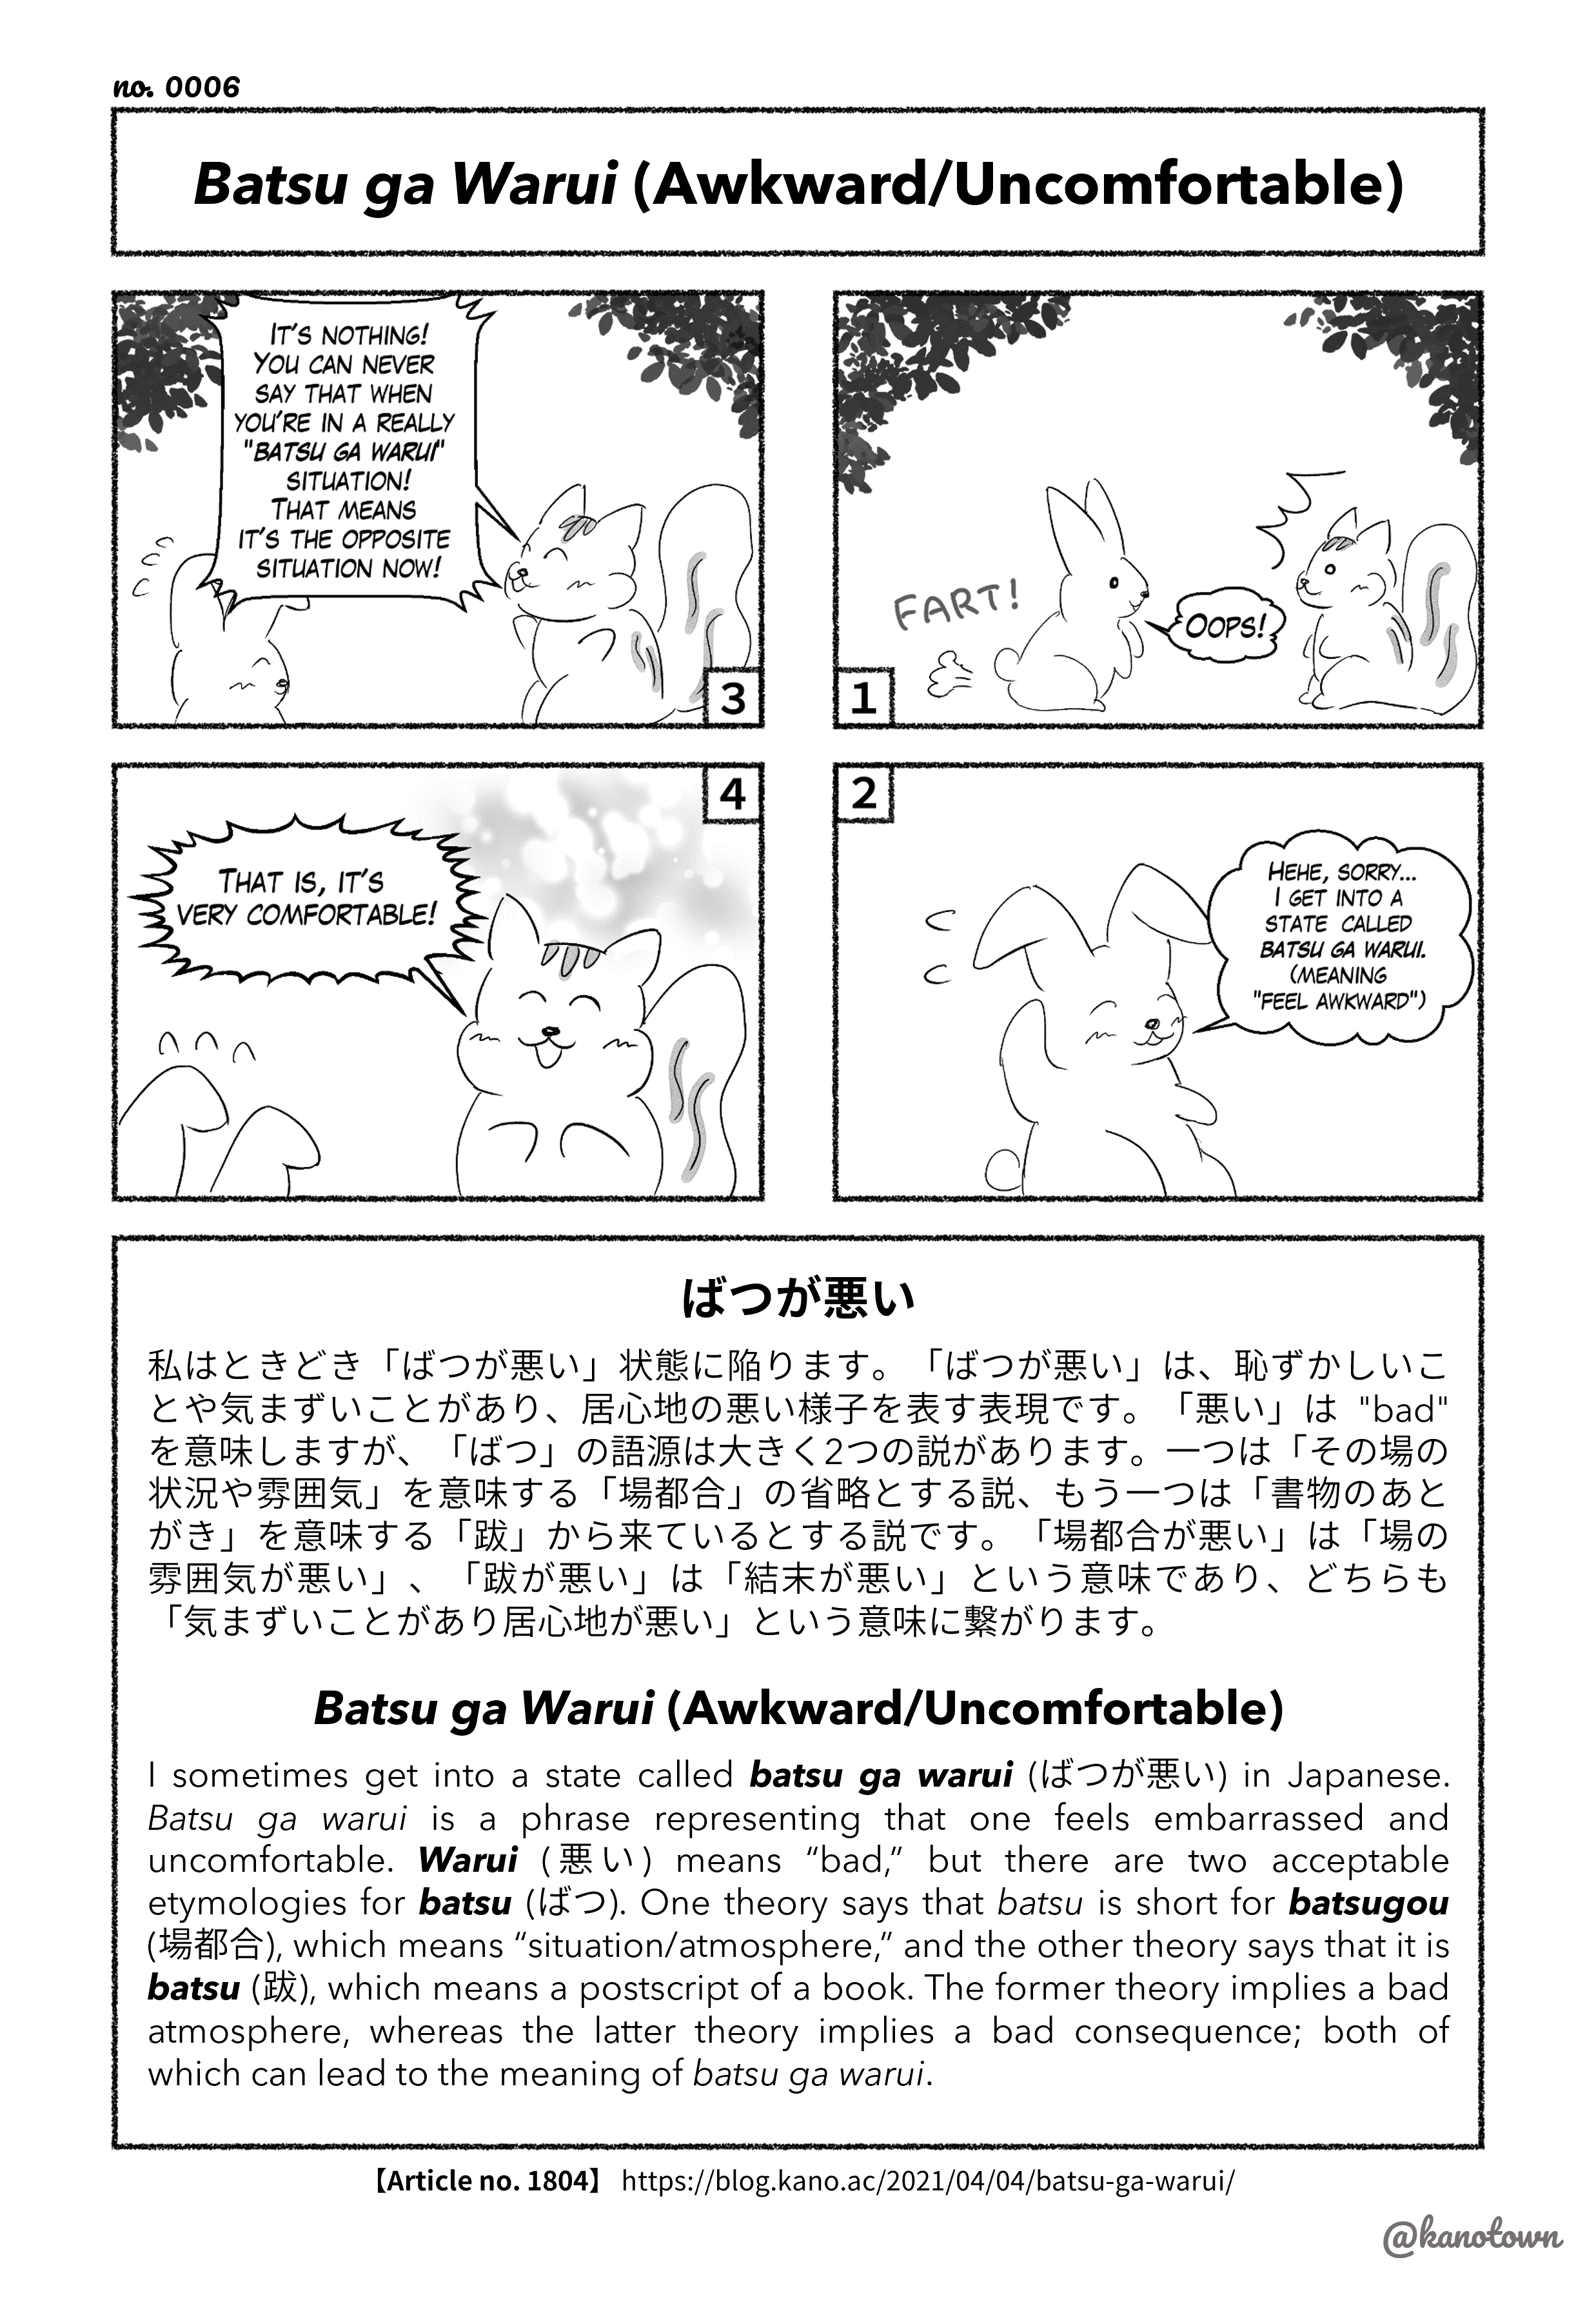 no. 0006
Batsu ga Warui (Awkward/Uncomfortable)
FART!
OOPS!
1
2
HEHE, SORRY...
I GET INTO A
STATE CALLED
BATSU GA WARUI.
(MEANING
"FEEL AWKWARD")
IT'S NOTHING!
YOU CAN NEVER
SAY THAT WHEN
YOU'RE IN A REALLY
"BATSU GA WARUI"
SITUATION!
THAT MEANS
IT'S THE OPPOSITE
SITUATION NOW!
3
4
THAT IS, IT'S
VERY COMFORTABLE!
ばつが悪い
私はときどき「ばつが悪い」状態に陥ります。「ばつが悪い」は、恥ずかしいこ
とや気まずいことがあり、居心地の悪い様子を表す表現です。「悪い」は "bad"
を意味しますが、「ばつ」の語源は大きく2つの説があります。一つは「その場の
状況や雰囲気」を意味する「場都合」の省略とする説、もう一つは「書物のあと
がき」を意味する「跋」から来ているとする説です。「場都合が悪い」は「場の
雰囲気が悪い」、「跋が悪い」は「結末が悪い」という意味であり、どちらも
「気まずいことがあり居心地が悪い」という意味に繋がります。
Batsu ga Warui (Awkward/Uncomfortable)
I sometimes get into a state called batsu ga warui (ばつが悪い) in Japanese.
Batsu ga warui is a phrase representing that one feels embarrassed and
uncomfortable. Warui (悪い) means “bad,” but there are two acceptable
etymologies for batsu (ばつ). One theory says that batsu is short for batsugou
(場都合), which means “situation/atmosphere,” and the other theory says that it is
batsu (跋), which means a postscript of a book. The former theory implies a bad
atmosphere, whereas the latter theory implies a bad consequence; both of
which can lead to the meaning of batsu ga warui.
【Article no. 1804】 https://blog.kano.ac/2021/04/04/batsu-ga-warui/
@kanotown